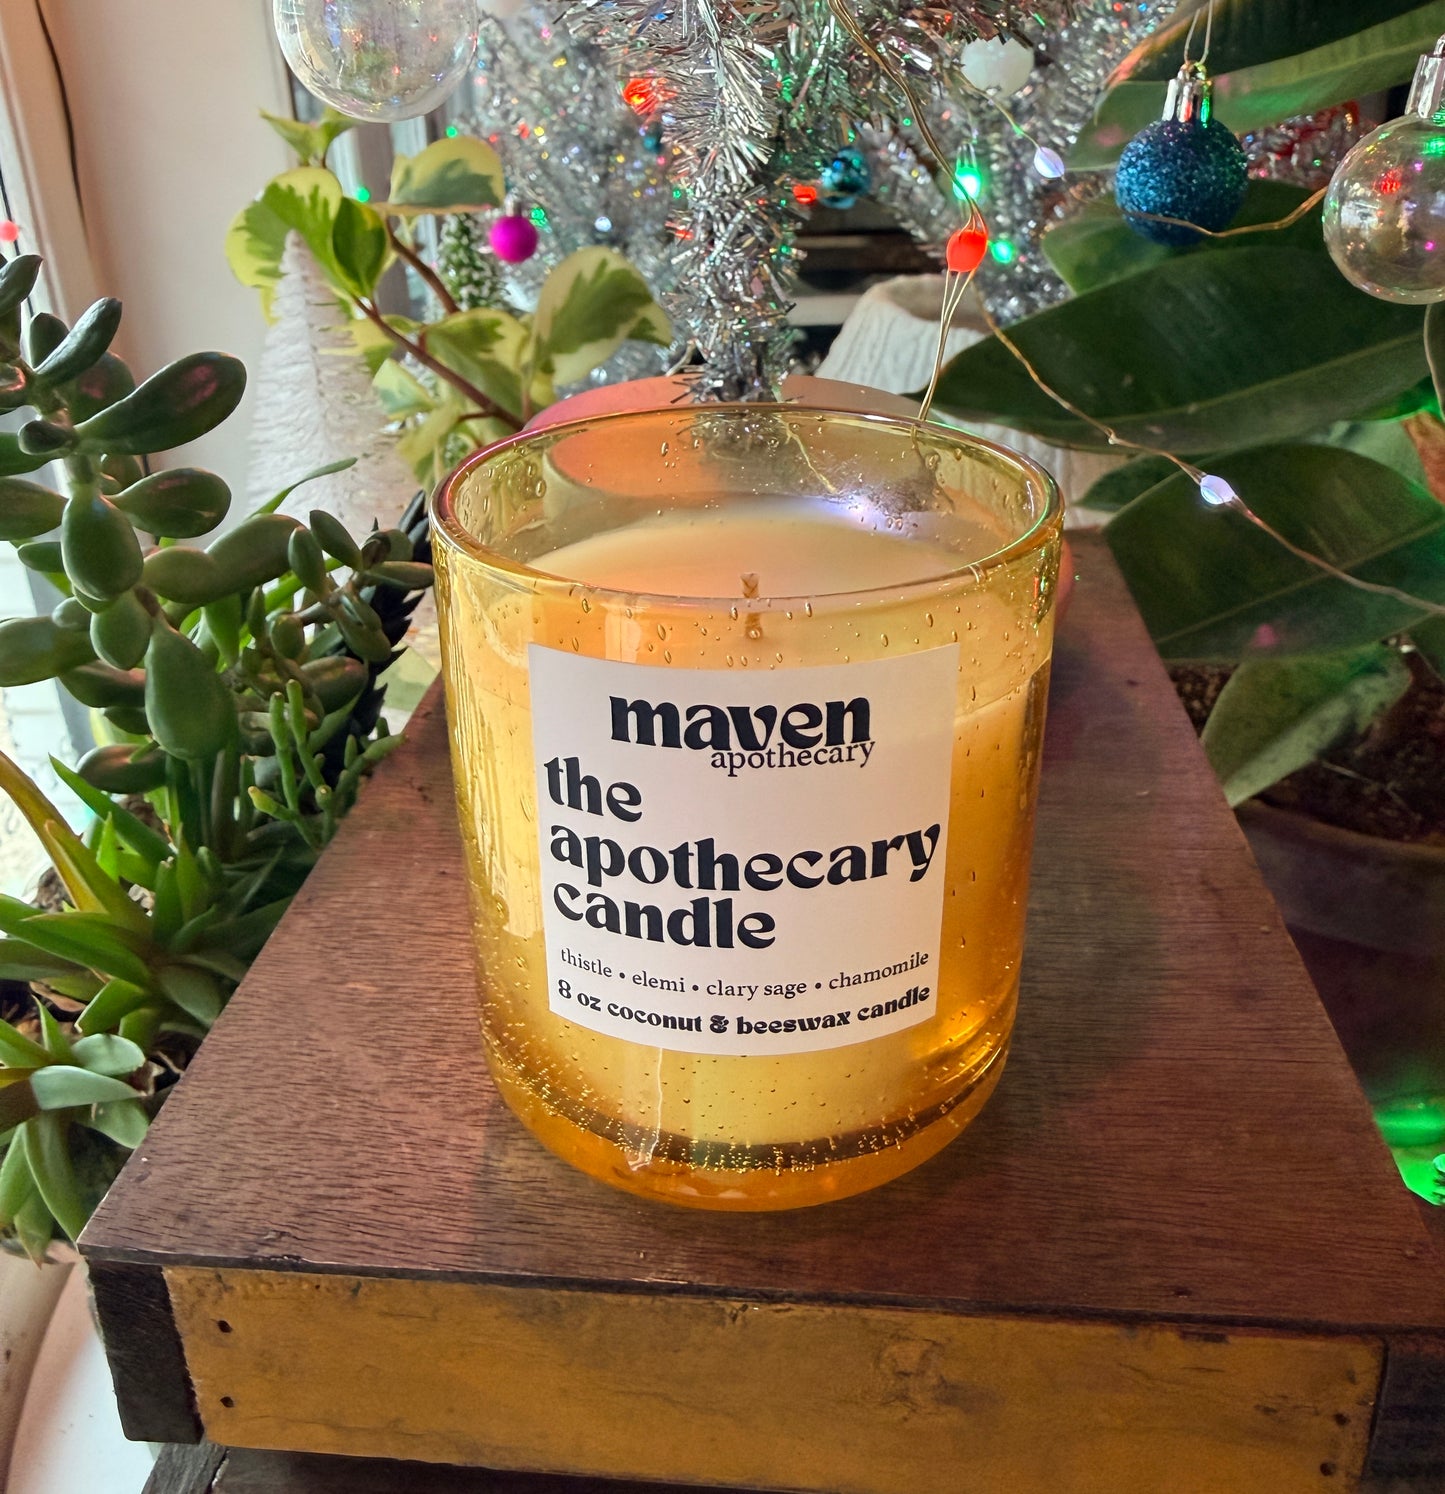 maven
apothecary
the
apothecary
candle
thistle • elemi • clary sage • chamomile
8 oz coconut & beeswax candle